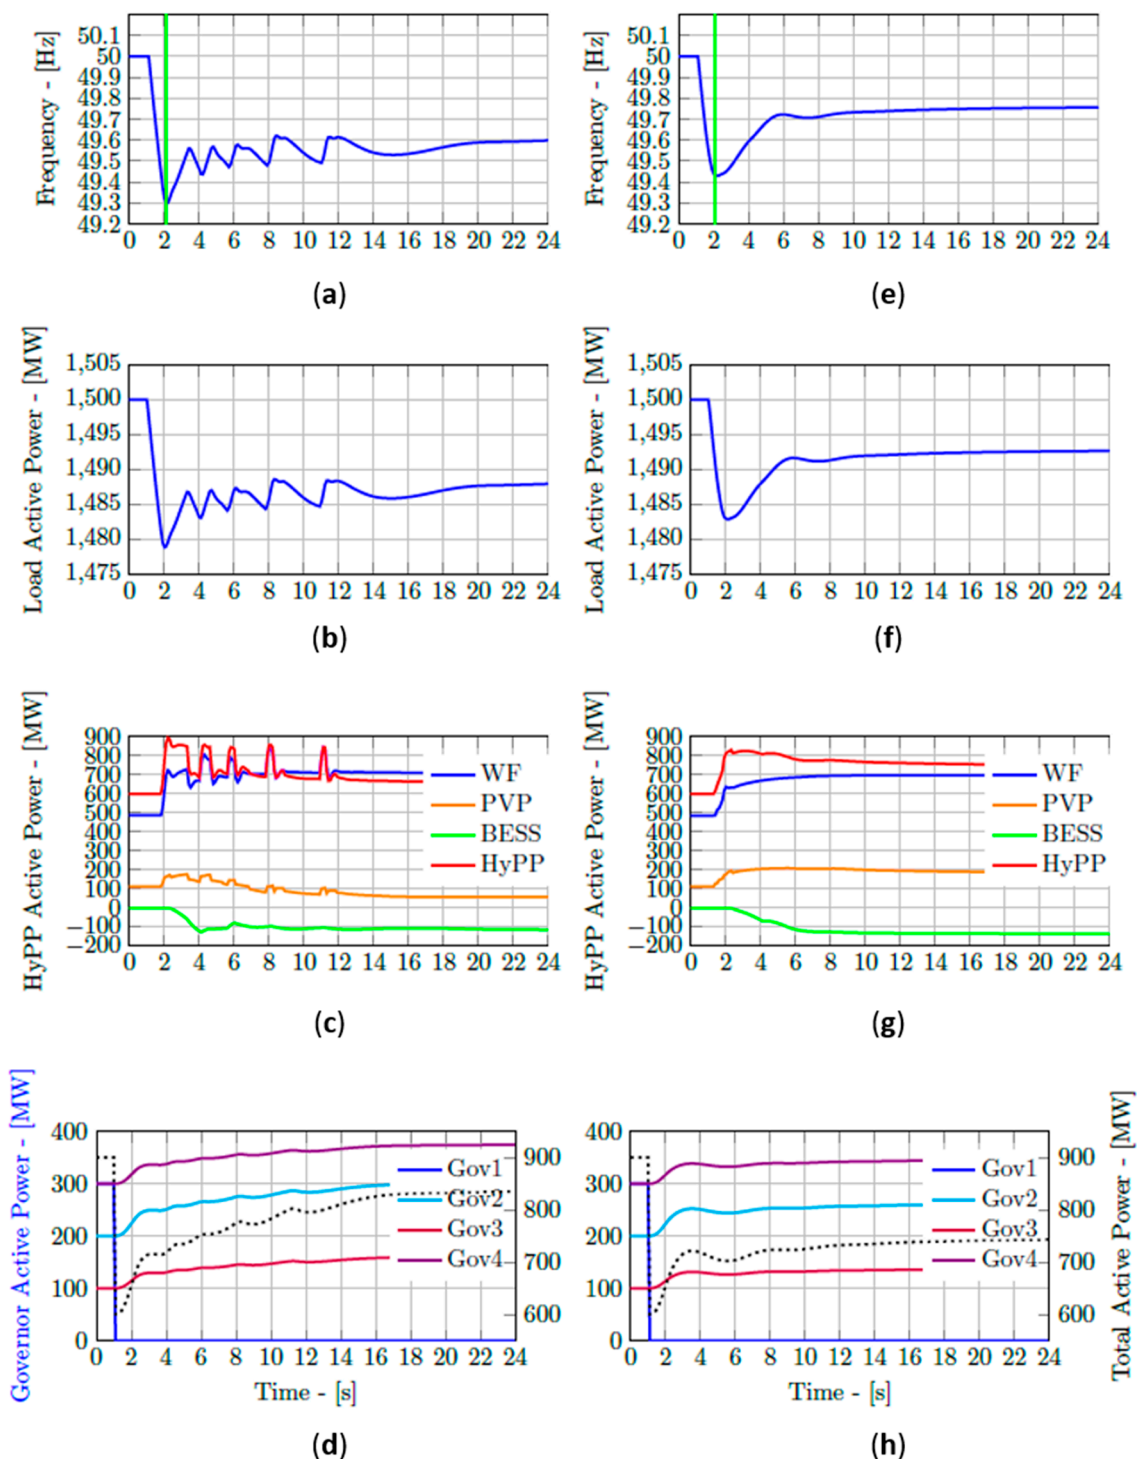 Frequency - [Hz]
50.1
50
49.9
49.8
49.7
49.6
49.5
49.4
49.3
49.2
0 2 4 6 8 10 12 14 16 18 20 22 24
(a)
Frequency - [Hz]
50.1
50
49.9
49.8
49.7
49.6
49.5
49.4
49.3
49.2
0 2 4 6 8 10 12 14 16 18 20 22 24
(e)
Load Active Power - [MW]
1,505
1,500
1,495
1,490
1,485
1,480
1,475
0 2 4 6 8 10 12 14 16 18 20 22 24
(b)
Load Active Power - [MW]
1,505
1,500
1,495
1,490
1,485
1,480
1,475
0 2 4 6 8 10 12 14 16 18 20 22 24
(f)
HyPP Active Power - [MW]
900
800
700
600
500
400
300
200
100
0
−100
−200
WF
PVP
BESS
HyPP
0 2 4 6 8 10 12 14 16 18 20 22 24
(c)
HyPP Active Power - [MW]
900
800
700
600
500
400
300
200
100
0
−100
−200
WF
PVP
BESS
HyPP
0 2 4 6 8 10 12 14 16 18 20 22 24
(g)
Governor Active Power - [MW]
400
300
200
100
0
Gov1
Gov2
Gov3
Gov4
900
800
700
600
0 2 4 6 8 10 12 14 16 18 20 22 24
Time - [s]
(d)
400
300
200
100
0
Gov1
Gov2
Gov3
Gov4
900
800
700
600
Total Active Power - [MW]
0 2 4 6 8 10 12 14 16 18 20 22 24
Time - [s]
(h)